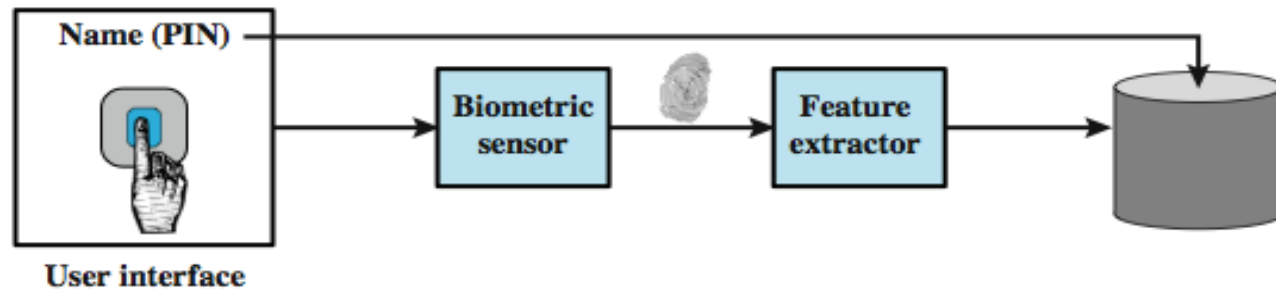 Name (PIN)
Biometric
sensor
Feature
extractor
User interface